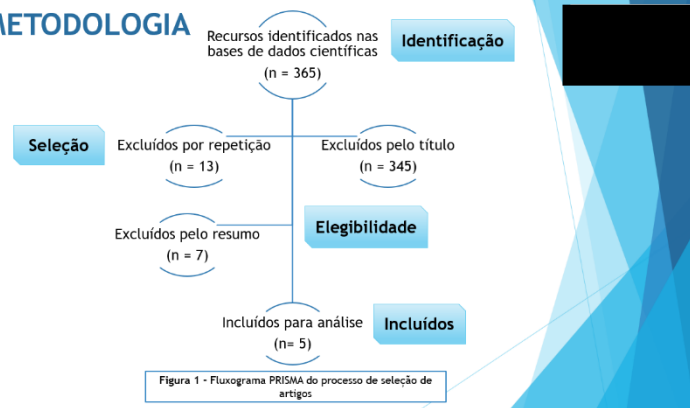 METODOLOGIA
Recursos identificados nas
bases de dados científicas
(n = 365)
Identificação
Seleção
Excluídos por repetição
(n = 13)
Excluídos pelo título
(n = 345)
Elegibilidade
Excluídos pelo resumo
(n = 7)
Incluídos para análise
(n= 5)
Incluídos
Figura 1 - Fluxograma PRISMA do processo de seleção de
artigos